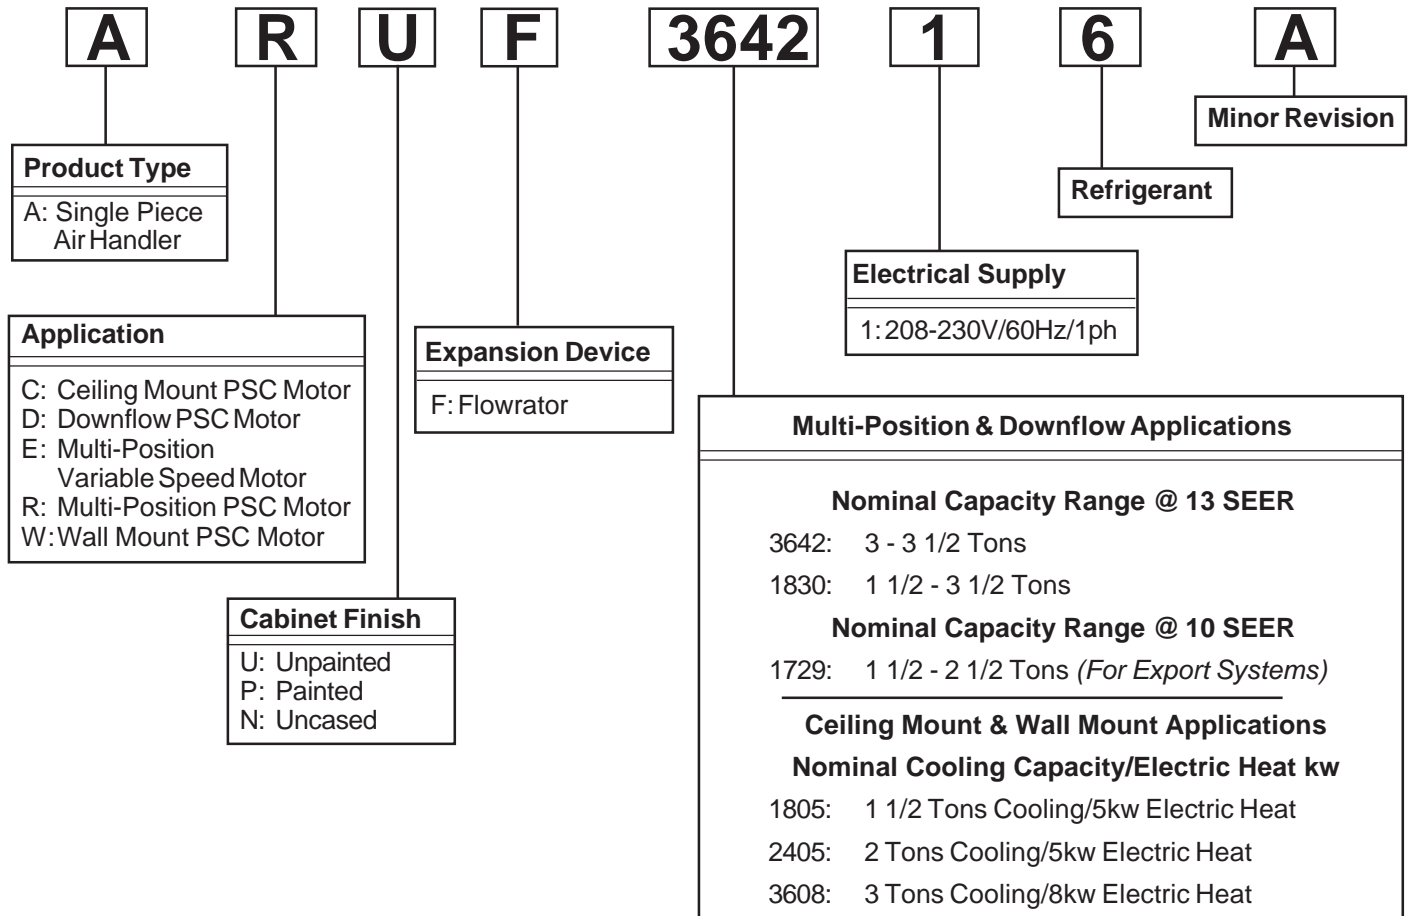 A R U F 3642 1 6 A
Minor Revision
Product Type
A: Single Piece
Air Handler
Refrigerant
Electrical Supply
1: 208-230V/60Hz/1ph
Application
C: Ceiling Mount PSC Motor
D: Downflow PSC Motor
E: Multi-Position
Variable Speed Motor
R: Multi-Position PSC Motor
W: Wall Mount PSC Motor
Expansion Device
F: Flowrator
Cabinet Finish
U: Unpainted
P: Painted
N: Uncased
Multi-Position & Downflow Applications
Nominal Capacity Range @ 13 SEER
3642: 3 - 3 1/2 Tons
1830: 1 1/2 - 3 1/2 Tons
Nominal Capacity Range @ 10 SEER
1729: 1 1/2 - 2 1/2 Tons (For Export Systems)
Ceiling Mount & Wall Mount Applications
Nominal Cooling Capacity/Electric Heat kw
1805: 1 1/2 Tons Cooling/5kw Electric Heat
2405: 2 Tons Cooling/5kw Electric Heat
3608: 3 Tons Cooling/8kw Electric Heat